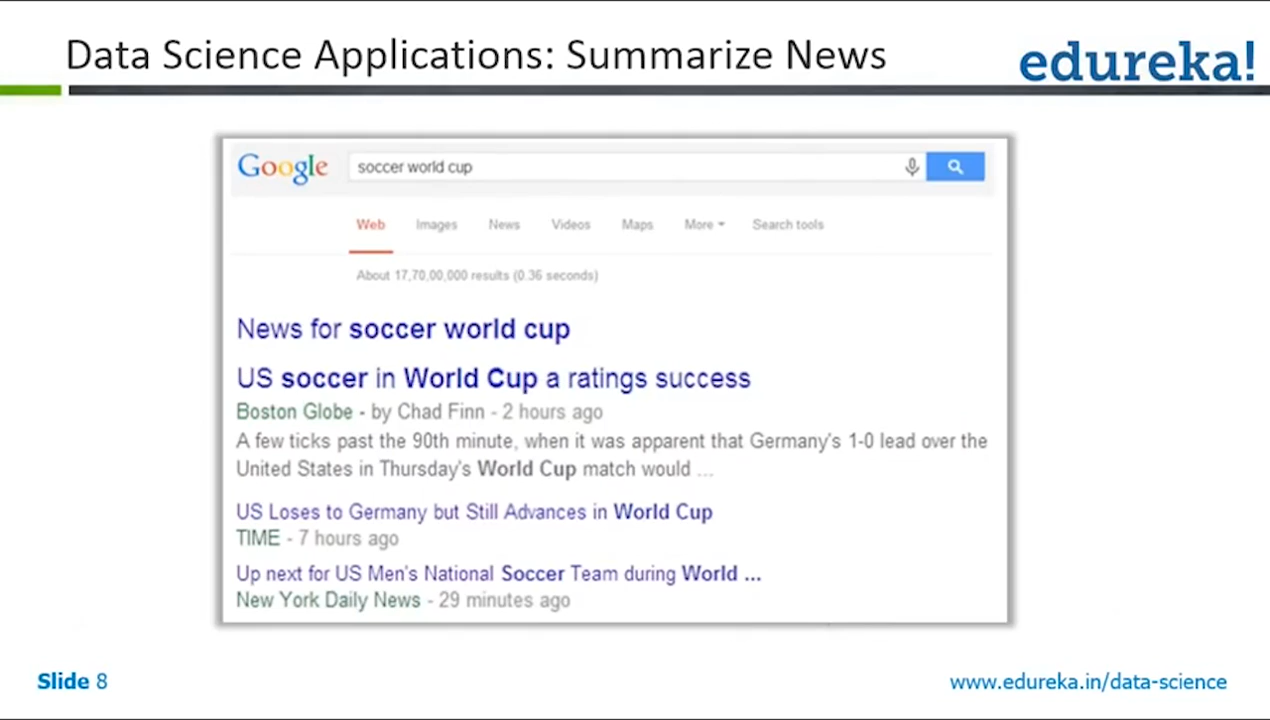 Data Science Applications: Summarize News
edureka!
Google
soccer world cup
Web Images News Videos Maps More Search tools
About 17,70,00,000 results (0.36 seconds)
News for soccer world cup
US soccer in World Cup a ratings success
Boston Globe - by Chad Finn - 2 hours ago
A few ticks past the 90th minute, when it was apparent that Germany's 1-0 lead over the
United States in Thursday's World Cup match would ...
US Loses to Germany but Still Advances in World Cup
TIME - 7 hours ago
Up next for US Men's National Soccer Team during World ...
New York Daily News - 29 minutes ago
Slide 8
www.edureka.in/data-science